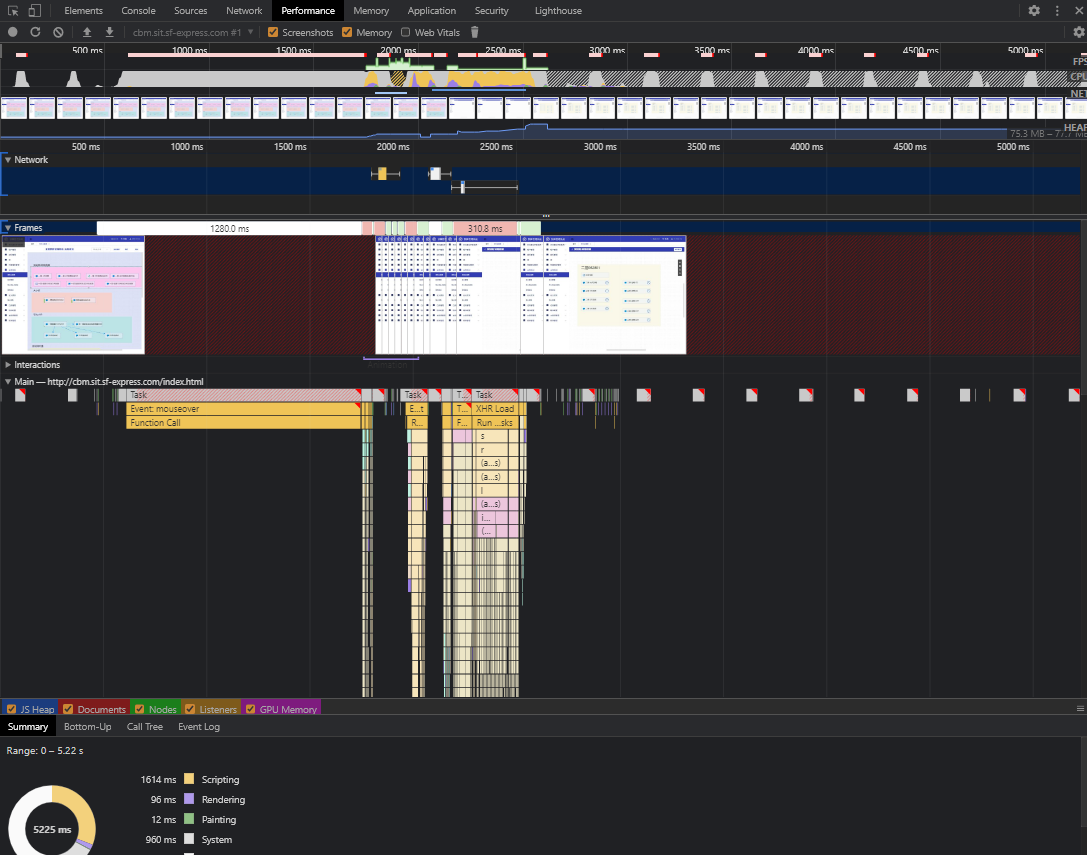 Elements Console Sources Network Performance Memory Application Security Lighthouse
cbm.sit.sf-express.com #1 Screenshots Memory Web Vitals
500 ms 1000 ms 1500 ms 2000 ms 2500 ms 3000 ms 3500 ms 4000 ms 4500 ms 5000 ms
FPS
CPU
NET
HEAP
75.3 MB – 77.7 MB
500 ms 1000 ms 1500 ms 2000 ms 2500 ms 3000 ms 3500 ms 4000 ms 4500 ms 5000 ms
Network
Frames 1280.0 ms 310.8 ms
Animation
Interactions
Main — http://cbm.sit.sf-express.com/index.html
Task Task T... Task
Event: mouseover E...t T... XHR Load
Function Call R... F... Run ...sks
s
r
(a...s)
(a...s)
l
(a...s)
i...
(...
JS Heap Documents Nodes Listeners GPU Memory
Summary Bottom-Up Call Tree Event Log
Range: 0 – 5.22 s
1614 ms Scripting
96 ms Rendering
12 ms Painting
960 ms System
5225 ms